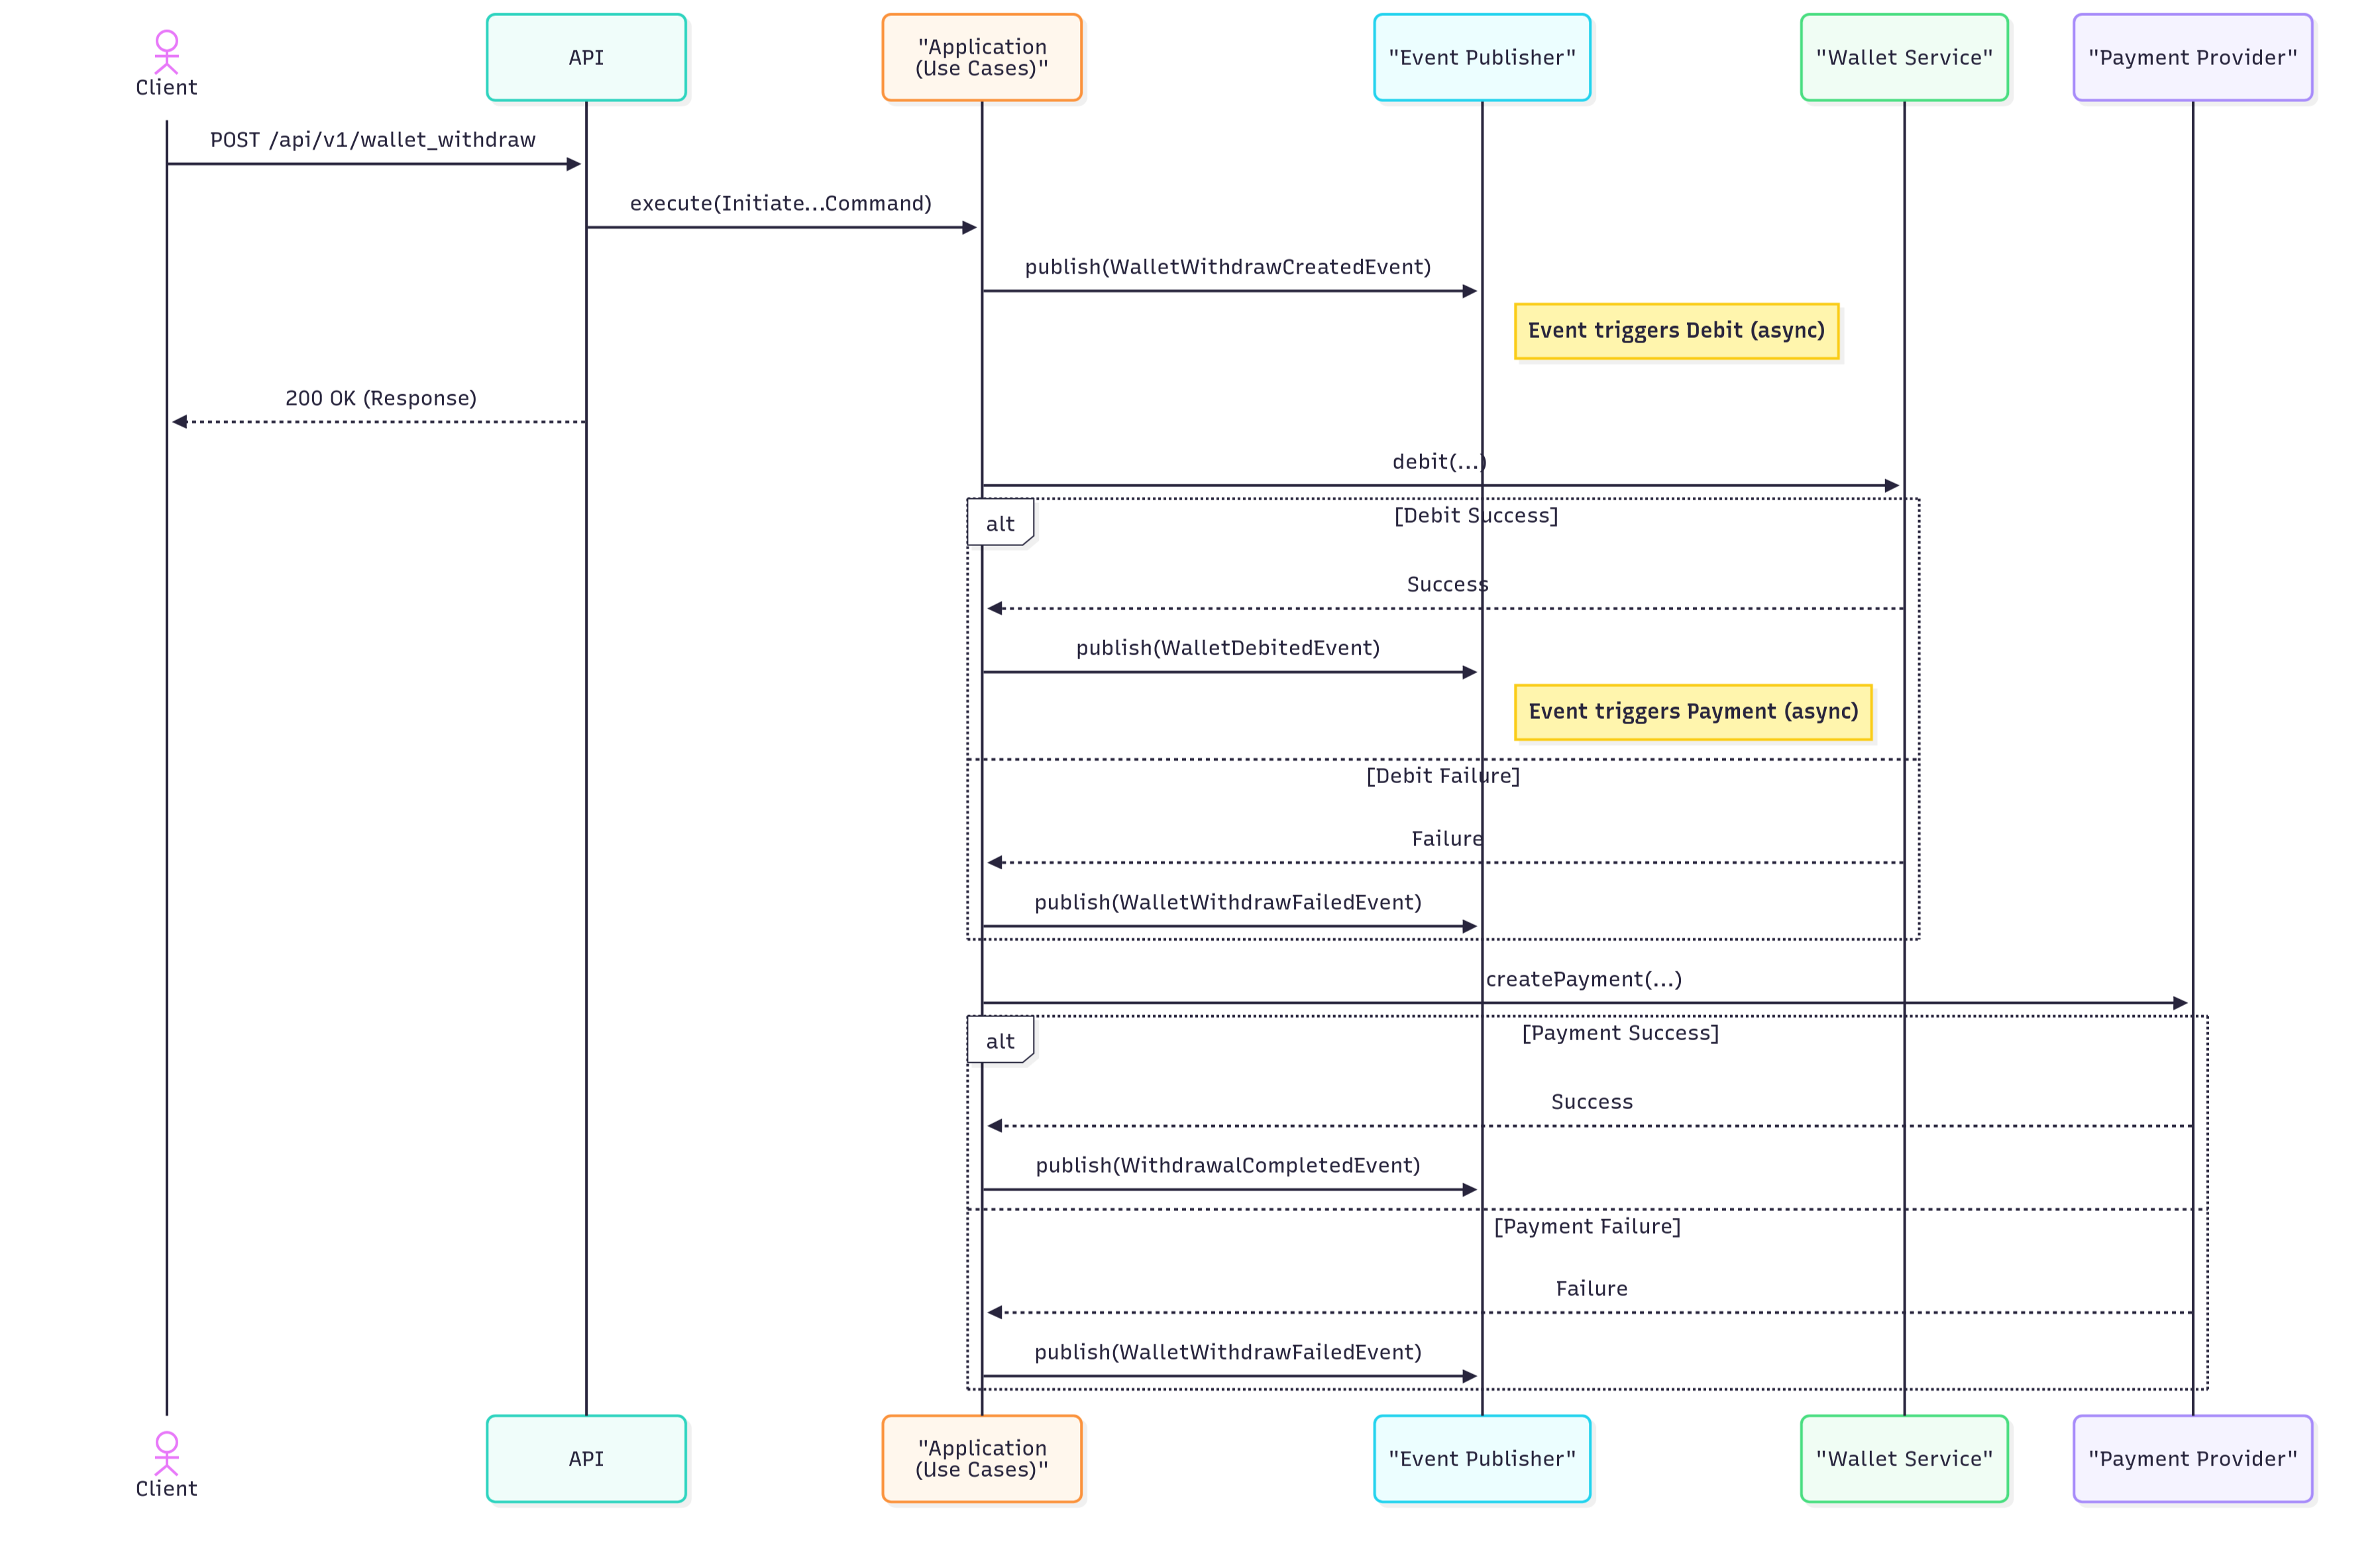 Client
API
"Application
(Use Cases)"
"Event Publisher"
"Wallet Service"
"Payment Provider"
POST /api/v1/wallet_withdraw
execute(Initiate...Command)
publish(WalletWithdrawCreatedEvent)
Event triggers Debit (async)
200 OK (Response)
debit(...)
alt
[Debit Success]
Success
publish(WalletDebitedEvent)
Event triggers Payment (async)
[Debit Failure]
Failure
publish(WalletWithdrawFailedEvent)
createPayment(...)
alt
[Payment Success]
Success
publish(WithdrawalCompletedEvent)
[Payment Failure]
Failure
publish(WalletWithdrawFailedEvent)
Client
API
"Application
(Use Cases)"
"Event Publisher"
"Wallet Service"
"Payment Provider"